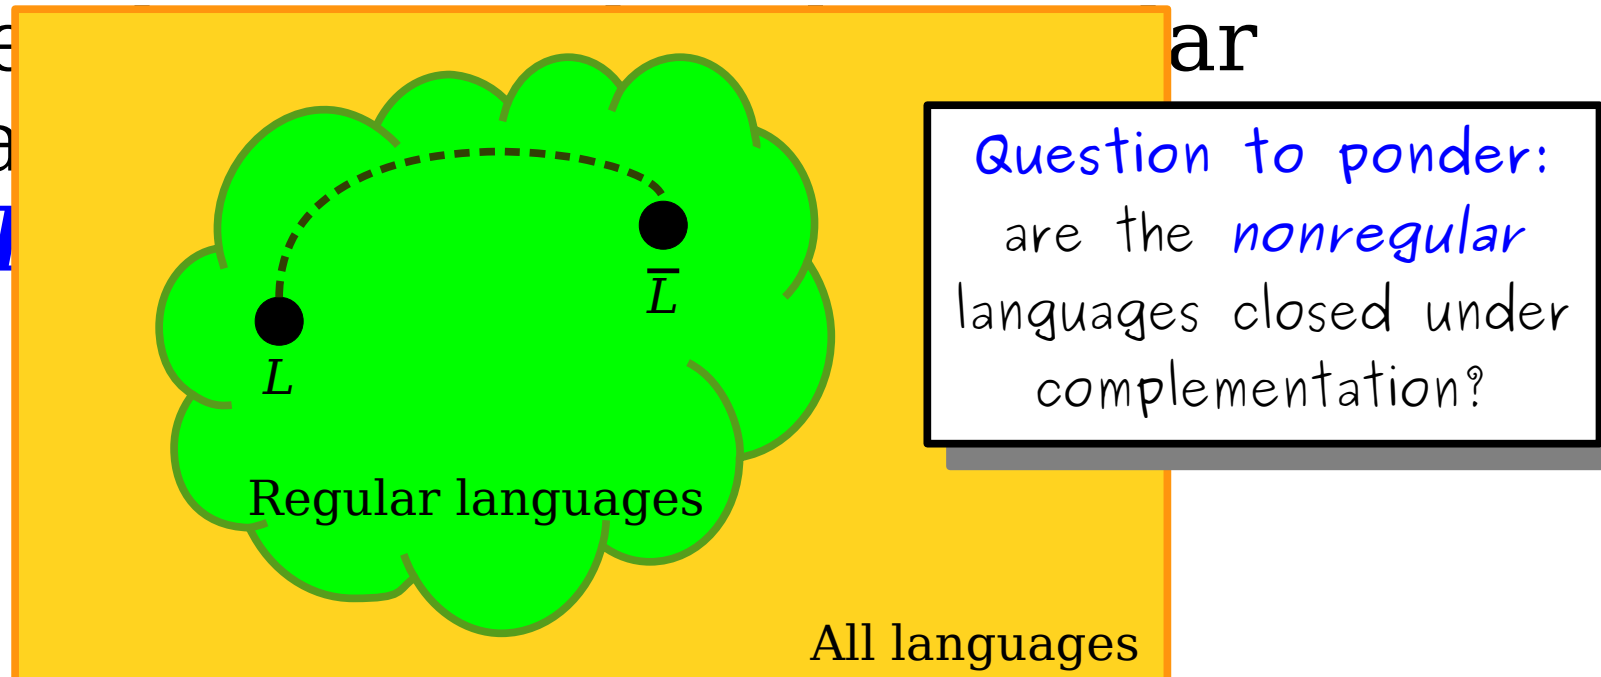 ar
Question to ponder:
are the nonregular
languages closed under
complementation?
L̅
L
Regular languages
All languages